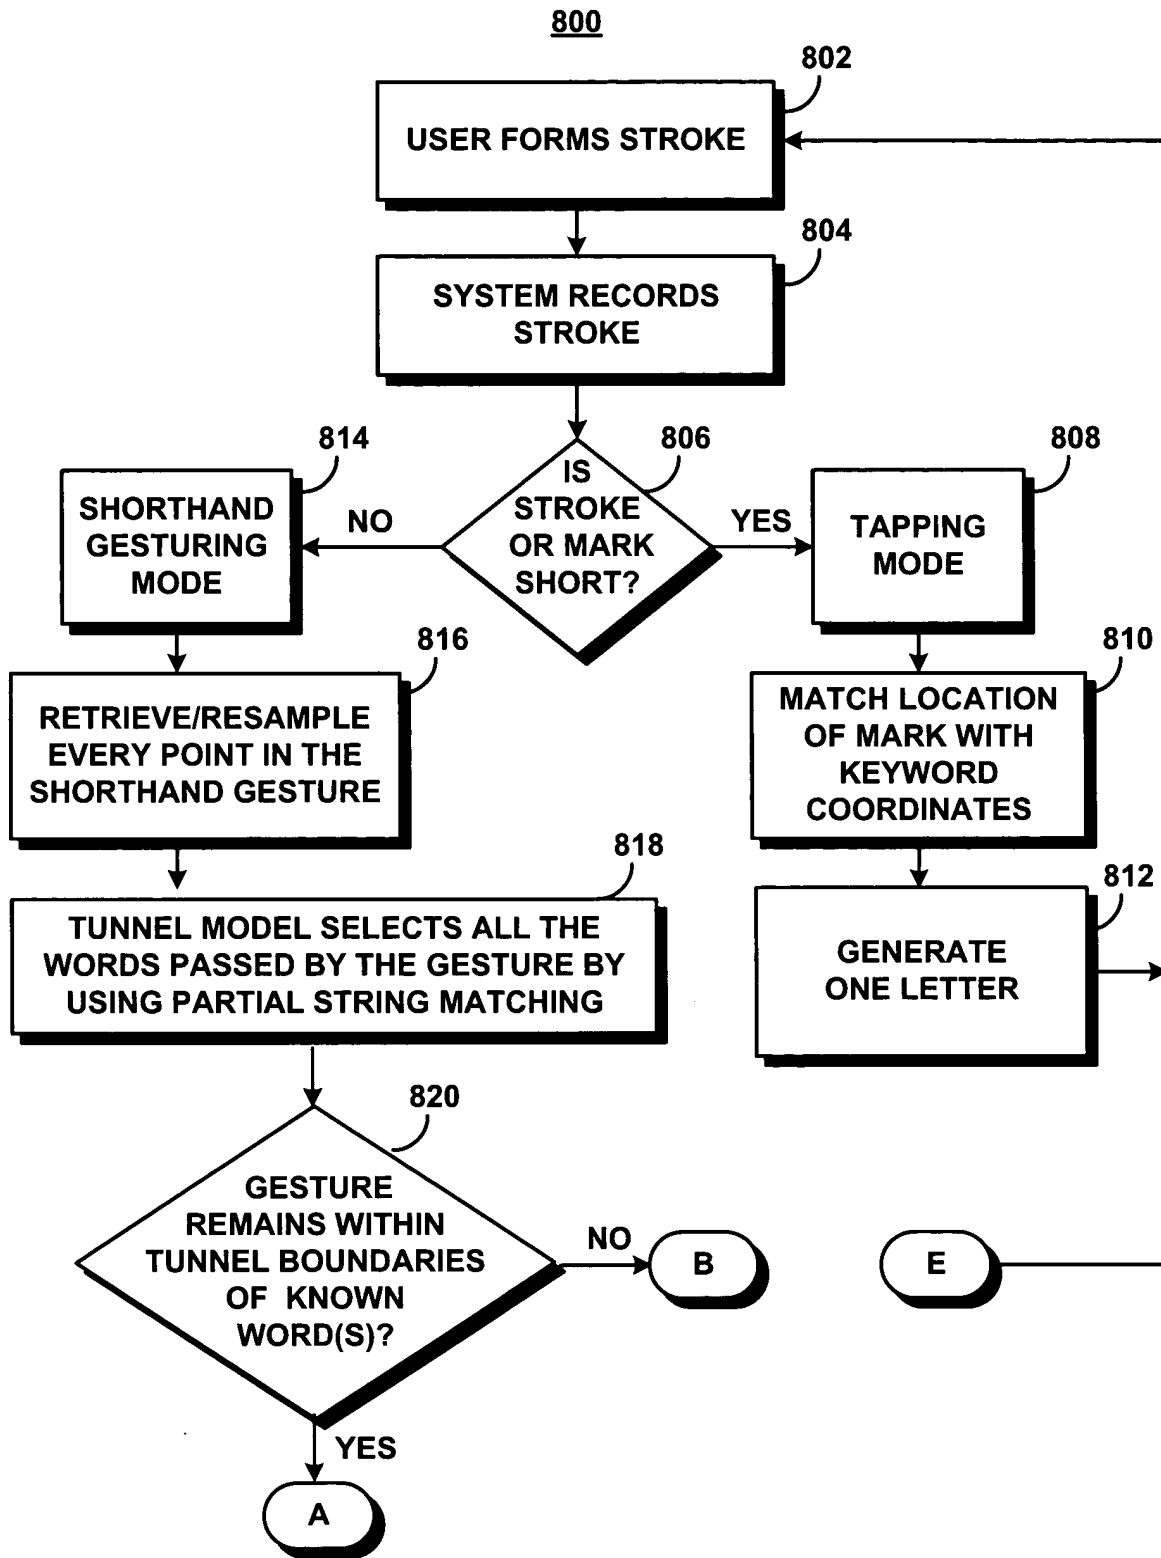 800
802
USER FORMS STROKE
804
SYSTEM RECORDS
STROKE
806
IS
STROKE
OR MARK
SHORT?
NO
YES
814
SHORTHAND
GESTURING
MODE
808
TAPPING
MODE
816
RETRIEVE/RESAMPLE
EVERY POINT IN THE
SHORTHAND GESTURE
810
MATCH LOCATION
OF MARK WITH
KEYWORD
COORDINATES
818
TUNNEL MODEL SELECTS ALL THE
WORDS PASSED BY THE GESTURE BY
USING PARTIAL STRING MATCHING
812
GENERATE
ONE LETTER
820
GESTURE
REMAINS WITHIN
TUNNEL BOUNDARIES
OF KNOWN
WORD(S)?
NO
B
E
YES
A